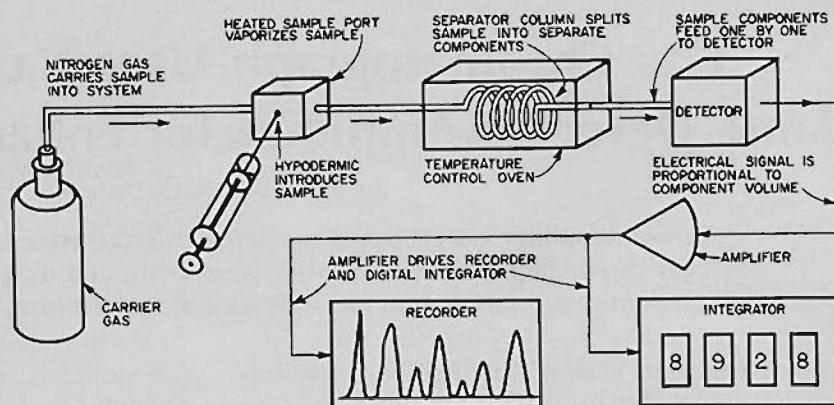 HEATED SAMPLE PORT
VAPORIZES SAMPLE
SEPARATOR COLUMN SPLITS
SAMPLE INTO SEPARATE
COMPONENTS
SAMPLE COMPONENTS
FEED ONE BY ONE
TO DETECTOR
NITROGEN GAS
CARRIES SAMPLE
INTO SYSTEM
DETECTOR
HYPODERMIC
INTRODUCES
SAMPLE
TEMPERATURE
CONTROL OVEN
ELECTRICAL SIGNAL IS
PROPORTIONAL TO
COMPONENT VOLUME
AMPLIFIER DRIVES RECORDER
AND DIGITAL INTEGRATOR
AMPLIFIER
CARRIER
GAS
RECORDER
INTEGRATOR
8 9 2 8